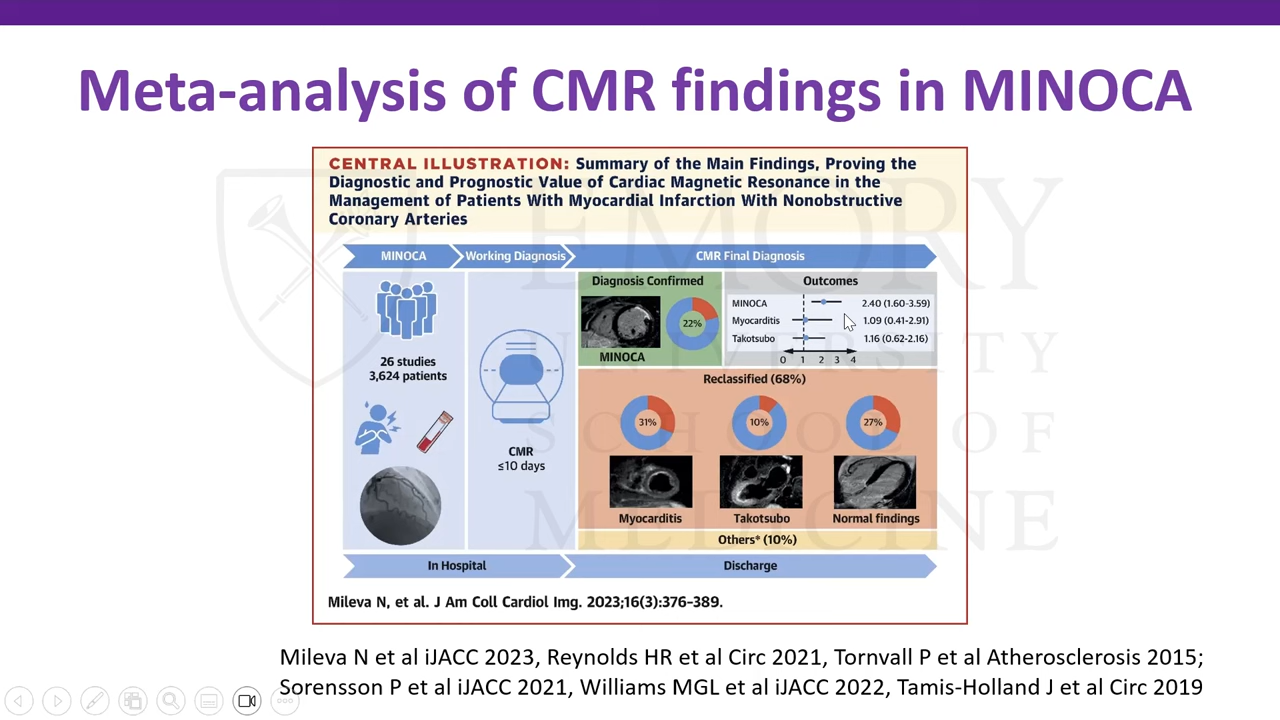 Meta-analysis of CMR findings in MINOCA
CENTRAL ILLUSTRATION: Summary of the Main Findings, Proving the
Diagnostic and Prognostic Value of Cardiac Magnetic Resonance in the
Management of Patients With Myocardial Infarction With Nonobstructive
Coronary Arteries
MINOCA
Working Diagnosis
CMR Final Diagnosis
26 studies
3,624 patients
CMR
≤10 days
Diagnosis Confirmed
22%
MINOCA
Outcomes
MINOCA 2.40 (1.60-3.59)
Myocarditis 1.09 (0.41-2.91)
Takotsubo 1.16 (0.62-2.16)
0 1 2 3 4
Reclassified (68%)
31% 10% 27%
Myocarditis Takotsubo Normal findings
Others* (10%)
In Hospital
Discharge
Mileva N, et al. J Am Coll Cardiol Img. 2023;16(3):376–389.
EMORY
UNIVERSITY
SCHOOL OF
MEDICINE
Mileva N et al iJACC 2023, Reynolds HR et al Circ 2021, Tornvall P et al Atherosclerosis 2015;
Sorensson P et al iJACC 2021, Williams MGL et al iJACC 2022, Tamis-Holland J et al Circ 2019